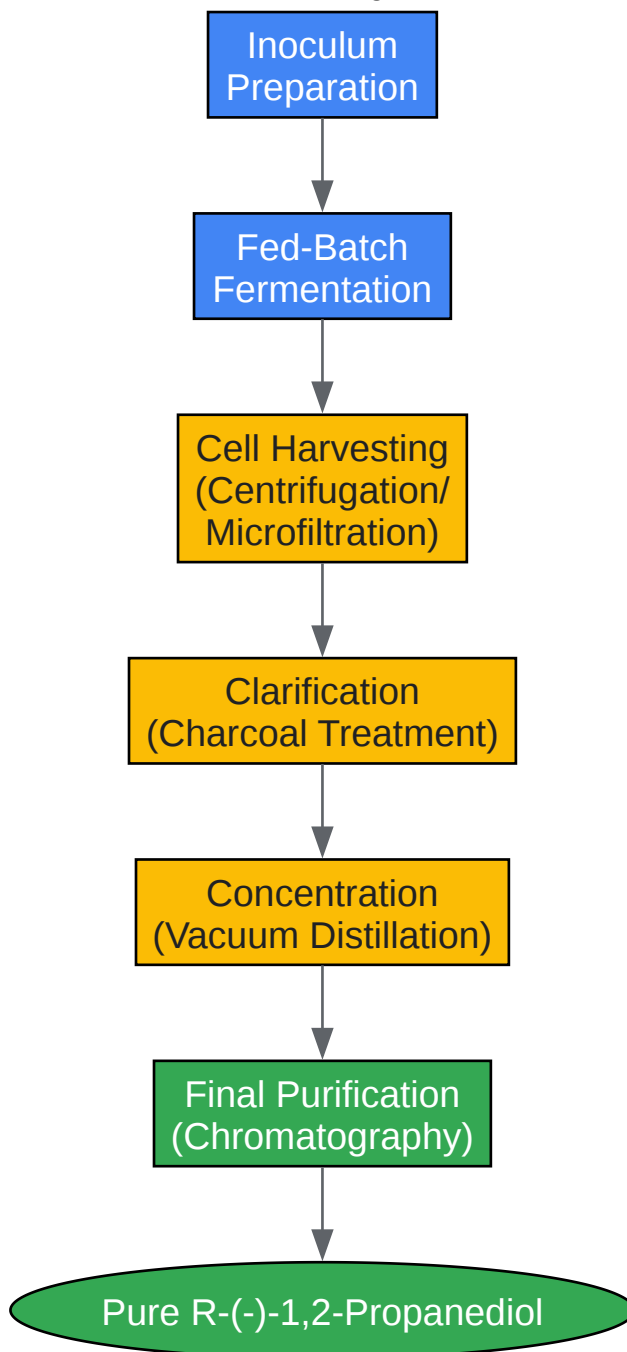 Inoculum
Preparation
Fed-Batch
Fermentation
Cell Harvesting
(Centrifugation/
Microfiltration)
Clarification
(Charcoal Treatment)
Concentration
(Vacuum Distillation)
Final Purification
(Chromatography)
Pure R-(-)-1,2-Propanediol